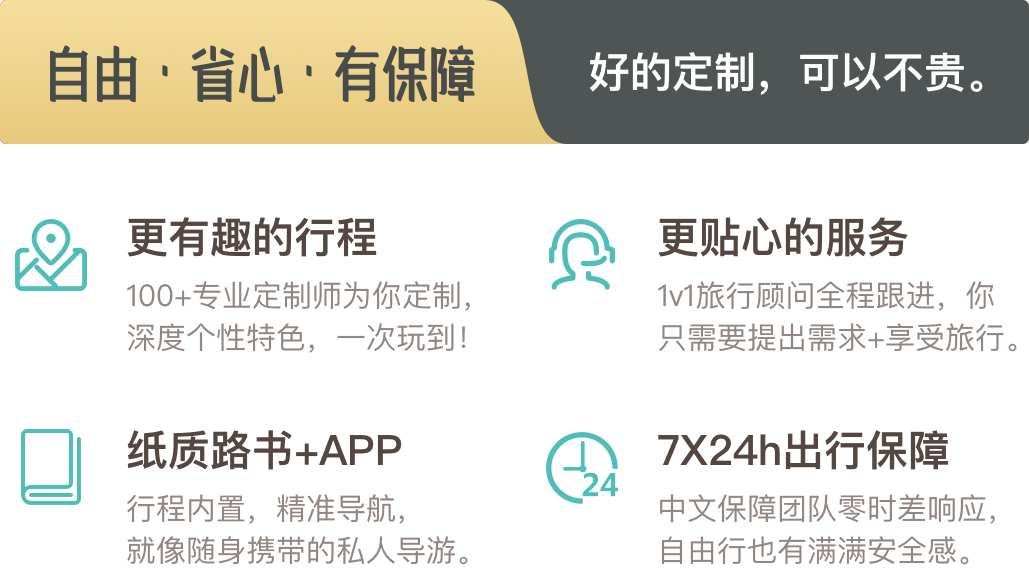 自由·省心·有保障
好的定制，可以不贵。
更有趣的行程
100+专业定制师为你定制，
深度个性特色，一次玩到！
更贴心的服务
1v1旅行顾问全程跟进，你
只需要提出需求+享受旅行。
纸质路书+APP
行程内置，精准导航，
就像随身携带的私人导游。
24
7X24h出行保障
中文保障团队零时差响应，
自由行也有满满安全感。